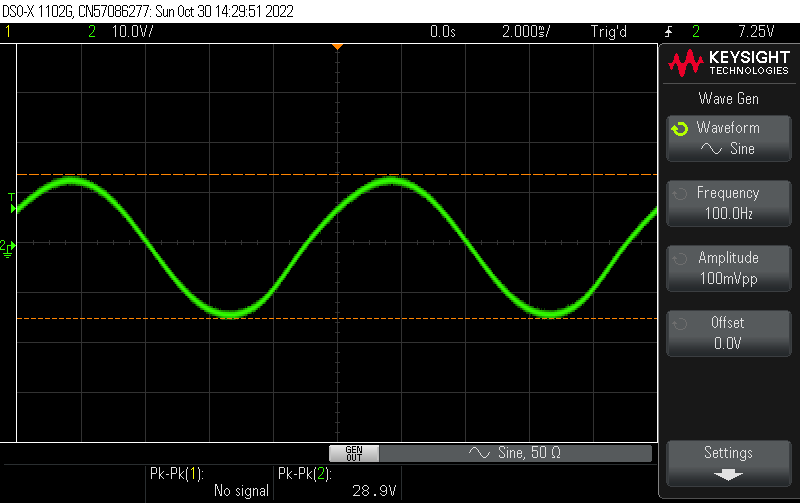 DSO-X 1102G, CN57086277: Sun Oct 30 14:29:51 2022
1 2 10.0V/ 0.0s 2.000ms/ Trig'd 2 7.25V
KEYSIGHT
TECHNOLOGIES
Wave Gen
Waveform
Sine
Frequency
100.0Hz
Amplitude
100mVpp
Offset
0.0V
T
2
GEN
OUT
Sine, 50 Ω
Settings
Pk-Pk(1): Pk-Pk(2):
No signal 28.9V